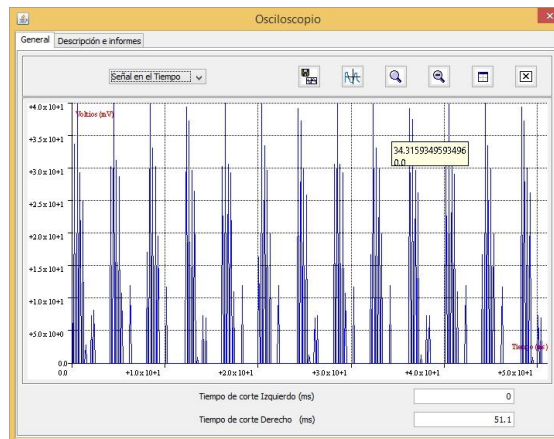 Osciloscopio
General Descripción e informes
Señal en el Tiempo
+4.0 x 10+1
Voltios (mV)
+3.5 x 10+1
34.3159349593496
0.0
+3.0 x 10+1
+2.5 x 10+1
+2.0 x 10+1
+1.5 x 10+1
+1.0 x 10+1
+5.0 x 10+0
Tiempo (ms)
0.0
0.0 +1.0 x 10+1 +2.0 x 10+1 +3.0 x 10+1 +4.0 x 10+1 +5.0 x 10+1
Tiempo de corte Izquierdo (ms) 0
Tiempo de corte Derecho (ms) 51.1